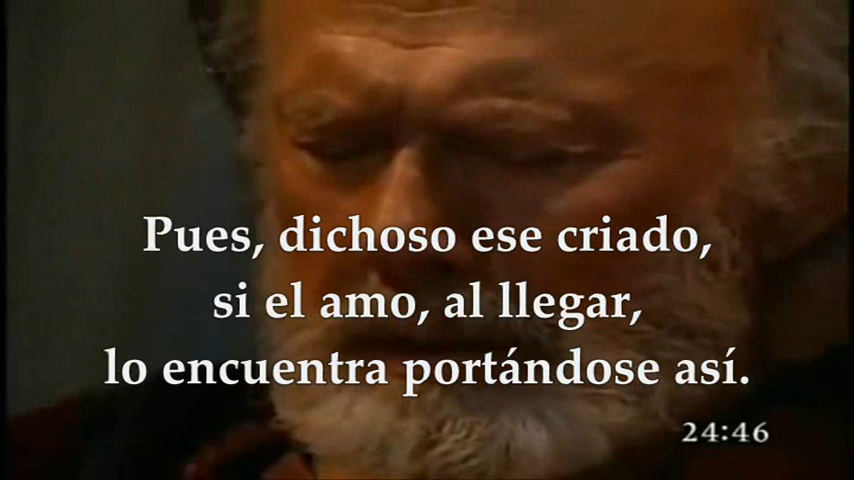 Pues, dichoso ese criado,
si el amo, al llegar,
lo encuentra portándose así.
24:46